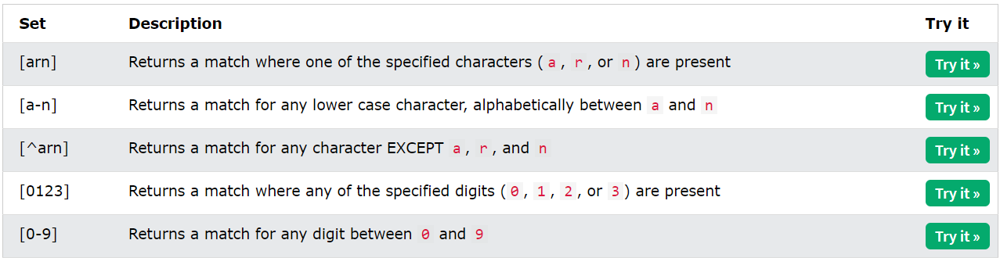 Set Description Try it
[arn] Returns a match where one of the specified characters ( a , r , or n ) are present Try it »
[a-n] Returns a match for any lower case character, alphabetically between a and n Try it »
[^arn] Returns a match for any character EXCEPT a , r , and n Try it »
[0123] Returns a match where any of the specified digits ( 0 , 1 , 2 , or 3 ) are present Try it »
[0-9] Returns a match for any digit between 0 and 9 Try it »